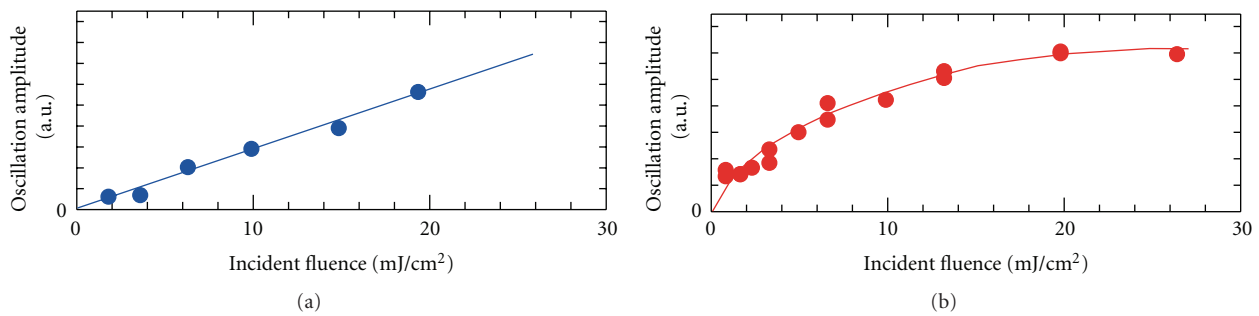 Oscillation amplitude
(a.u.)
0
0
10
20
30
Incident fluence (mJ/cm²)
(a)
Oscillation amplitude
(a.u.)
0
0
10
20
30
Incident fluence (mJ/cm²)
(b)